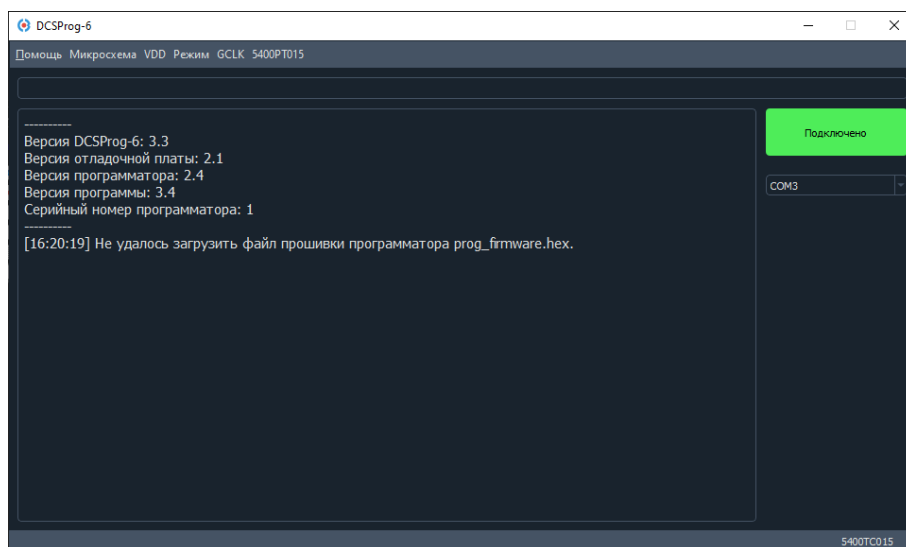 DCSProg-6
Помощь Микросхема VDD Режим GCLK 5400РТ015
----------
Версия DCSProg-6: 3.3
Версия отладочной платы: 2.1
Версия программатора: 2.4
Версия программы: 3.4
Серийный номер программатора: 1
----------
[16:20:19] Не удалось загрузить файл прошивки программатора prog_firmware.hex.
Подключено
COM3
5400TC015